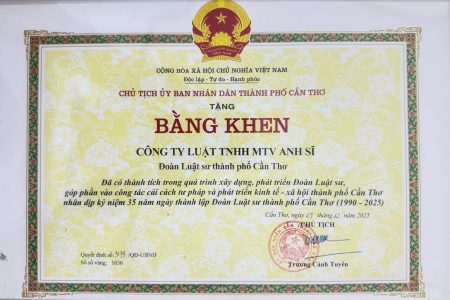 CỘNG HÒA XÃ HỘI CHỦ NGHĨA VIỆT NAM
Độc lập - Tự do - Hạnh phúc
CHỦ TỊCH ỦY BAN NHÂN DÂN THÀNH PHỐ CẦN THƠ
TẶNG
BẰNG KHEN
CÔNG TY LUẬT TNHH MTV ANH SĨ
Đoàn Luật sư thành phố Cần Thơ
Đã có thành tích trong quá trình xây dựng, phát triển Đoàn Luật sư,
góp phần vào công tác cải cách tư pháp và phát triển kinh tế - xã hội thành phố Cần Thơ
nhân dịp kỷ niệm 35 năm ngày thành lập Đoàn Luật sư thành phố Cần Thơ (1990 - 2025)
Cần Thơ, 2025
CHỦ TỊCH
Quyết định số: /QĐ-UBND
Số sổ vàng: 1656
Trương Cảnh Tuyên